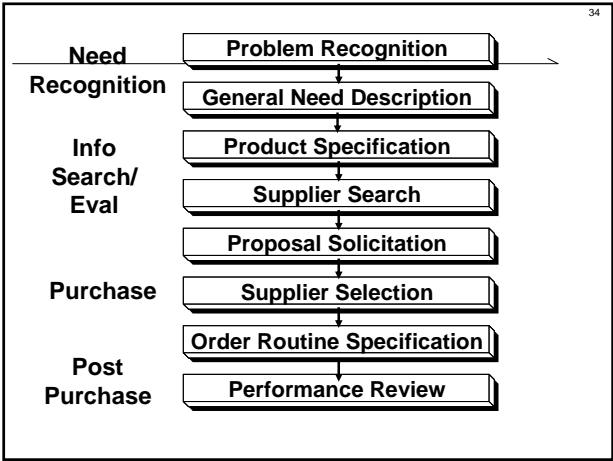 34
Need
Recognition
Problem Recognition
General Need Description
Info
Search/
Eval
Product Specification
Supplier Search
Proposal Solicitation
Purchase
Supplier Selection
Order Routine Specification
Post
Purchase
Performance Review